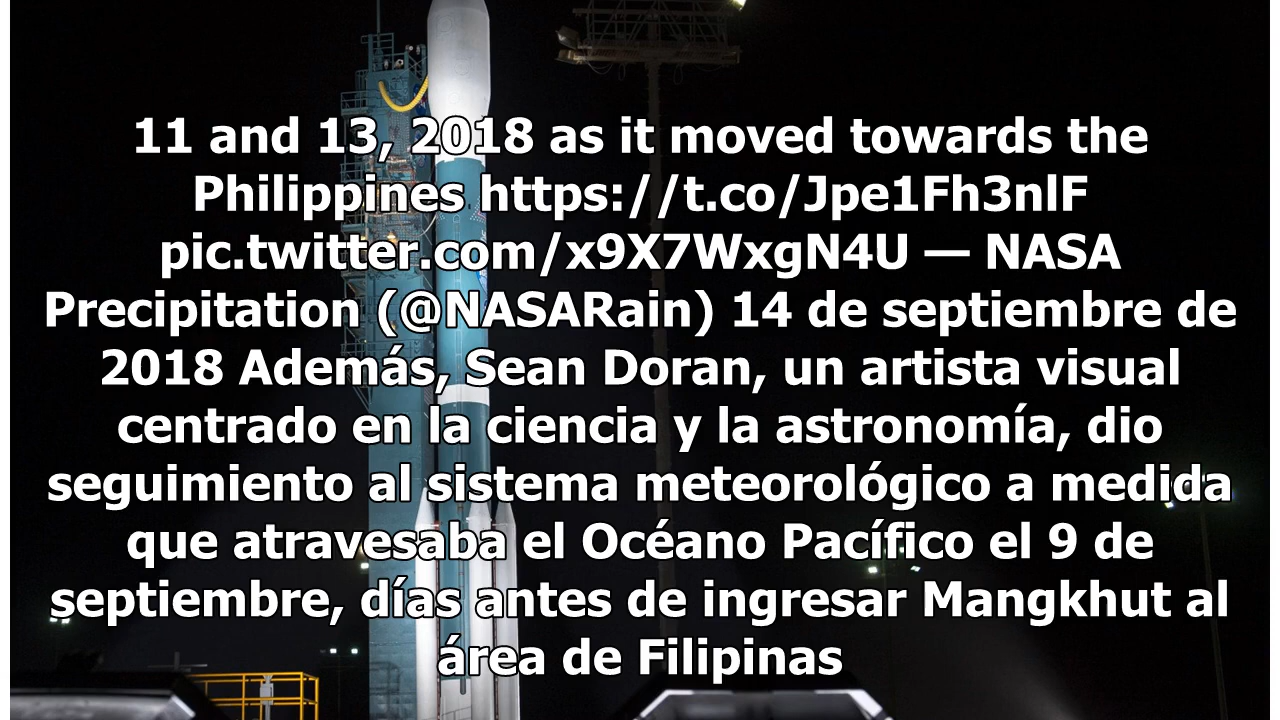 11 and 13, 2018 as it moved towards the
Philippines https://t.co/Jpe1Fh3nlF
pic.twitter.com/x9X7WxgN4U — NASA
Precipitation (@NASARain) 14 de septiembre de
2018 Además, Sean Doran, un artista visual
centrado en la ciencia y la astronomía, dio
seguimiento al sistema meteorológico a medida
que atravesaba el Océano Pacífico el 9 de
septiembre, días antes de ingresar Mangkhut al
área de Filipinas